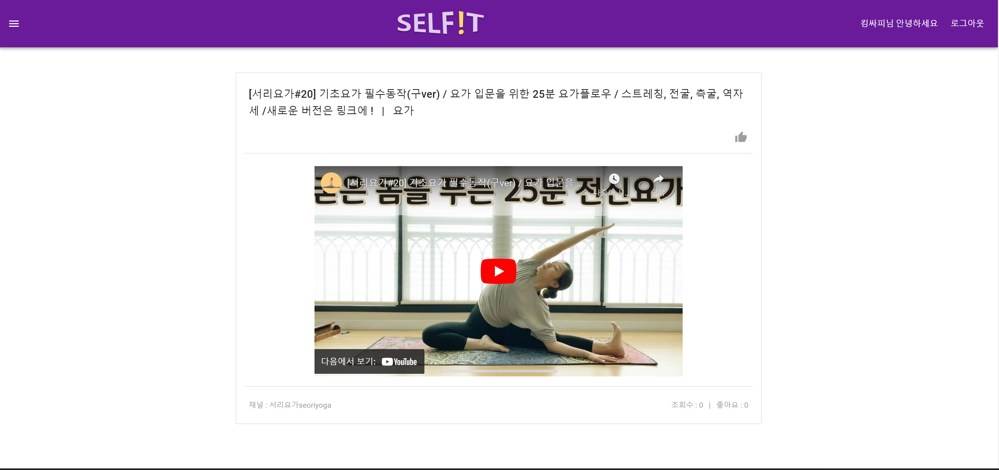 SELF!T
킹싸피님 안녕하세요 로그아웃
[서리요가#20] 기초요가 필수동작(구ver) / 요가 입문을 위한 25분 요가플로우 / 스트레칭, 전굴, 측굴, 역자
세 /새로운 버전은 링크에 ! | 요가
[서리요가#20] 기초요가 필수동작(구ver) / 요가 입문을 ...
나중에 시... 공유
굳은 몸을 푸는 25분 전신요가
다음에서 보기: YouTube
채널 : 서리요가seoriyoga
조회수 : 0 | 좋아요 : 0